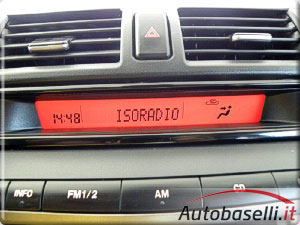 14:48 ISORADIO
INFO FM1/2 AM CD
Autobaselli.it